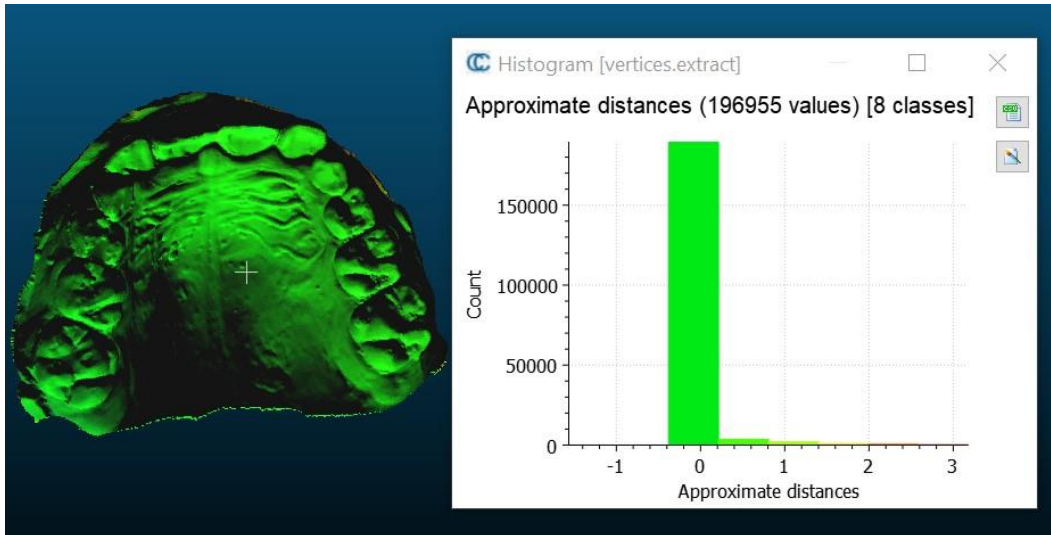 Histogram [vertices.extract]
Approximate distances (196955 values) [8 classes]
150000
100000
50000
0
Count
-1 0 1 2 3
Approximate distances